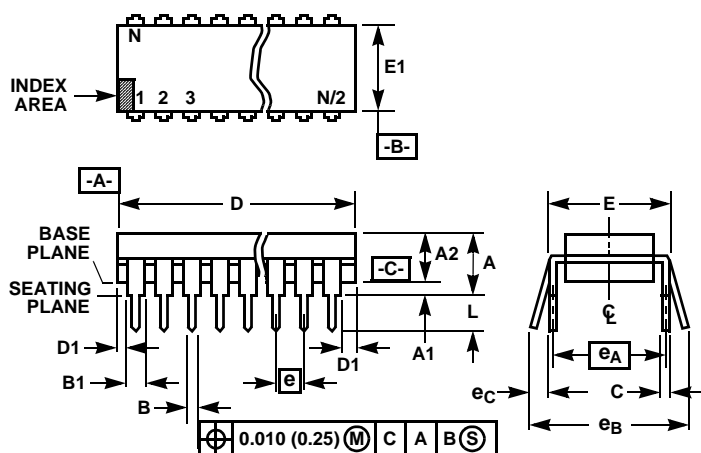 N
E1
INDEX
AREA
1 2 3 N/2
-B-
-A-
D
E
BASE
PLANE
A2
A
-C-
SEATING
PLANE
L
D1
A1
D1
B1
e
eA
B
eC
C
eB
⌖ 0.010 (0.25) Ⓜ C A B Ⓢ
CL